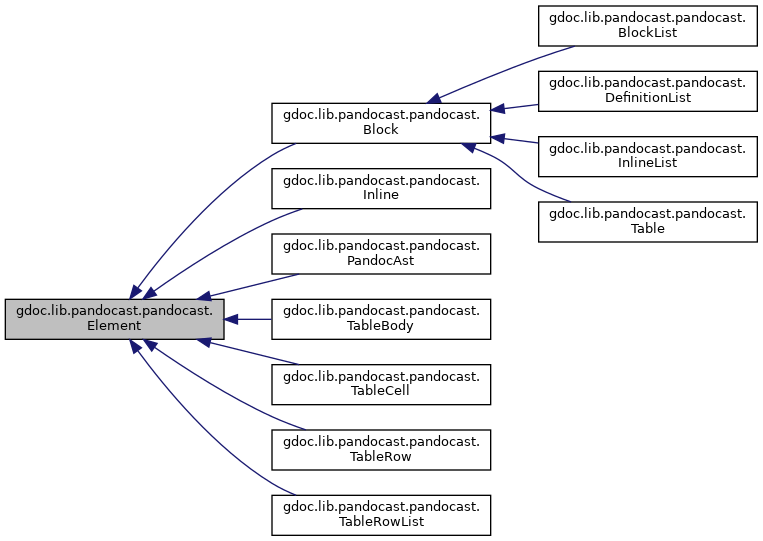 gdoc.lib.pandocast.pandocast.
BlockList
gdoc.lib.pandocast.pandocast.
DefinitionList
gdoc.lib.pandocast.pandocast.
Block
gdoc.lib.pandocast.pandocast.
InlineList
gdoc.lib.pandocast.pandocast.
Inline
gdoc.lib.pandocast.pandocast.
Table
gdoc.lib.pandocast.pandocast.
PandocAst
gdoc.lib.pandocast.pandocast.
Element
gdoc.lib.pandocast.pandocast.
TableBody
gdoc.lib.pandocast.pandocast.
TableCell
gdoc.lib.pandocast.pandocast.
TableRow
gdoc.lib.pandocast.pandocast.
TableRowList